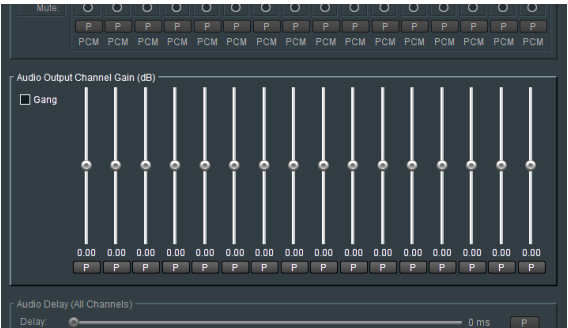 Mute:
P P P P P P P P P P P P P P P P
PCM PCM PCM PCM PCM PCM PCM PCM PCM PCM PCM PCM PCM PCM PCM PCM
Audio Output Channel Gain (dB)
Gang
0.00 0.00 0.00 0.00 0.00 0.00 0.00 0.00 0.00 0.00 0.00 0.00 0.00 0.00 0.00 0.00
P P P P P P P P P P P P P P P P
Audio Delay (All Channels)
Delay: 0 ms P